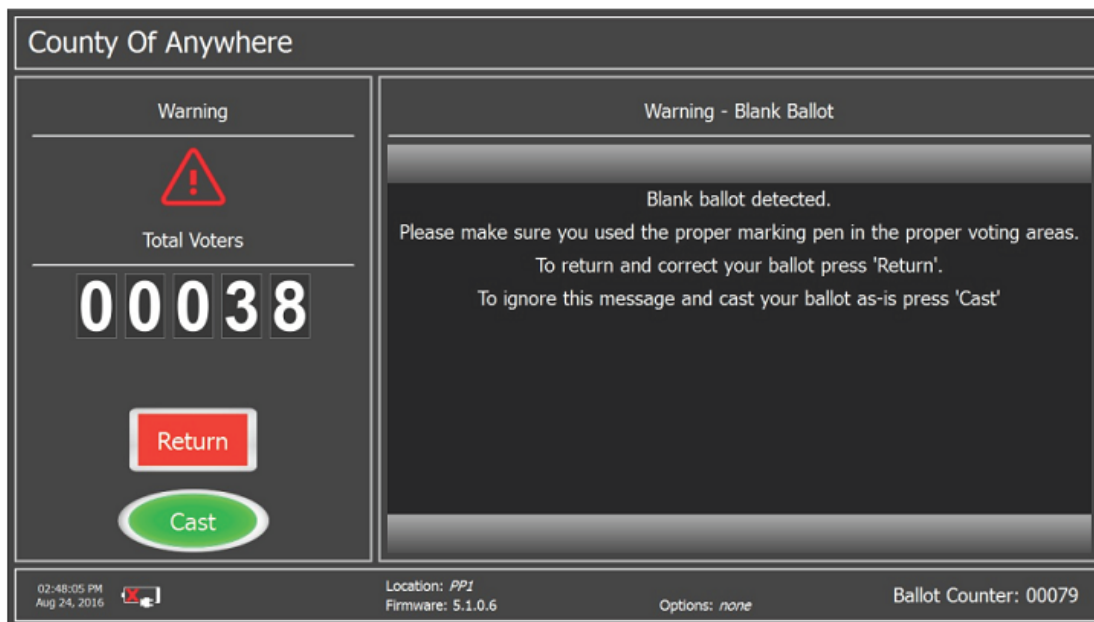 County Of Anywhere
Warning
Total Voters
00038
Return
Cast
Warning - Blank Ballot
Blank ballot detected.
Please make sure you used the proper marking pen in the proper voting areas.
To return and correct your ballot press 'Return'.
To ignore this message and cast your ballot as-is press 'Cast'
02:48:05 PM
Aug 24, 2016
Location: PP1
Firmware: 5.1.0.6
Options: none
Ballot Counter: 00079